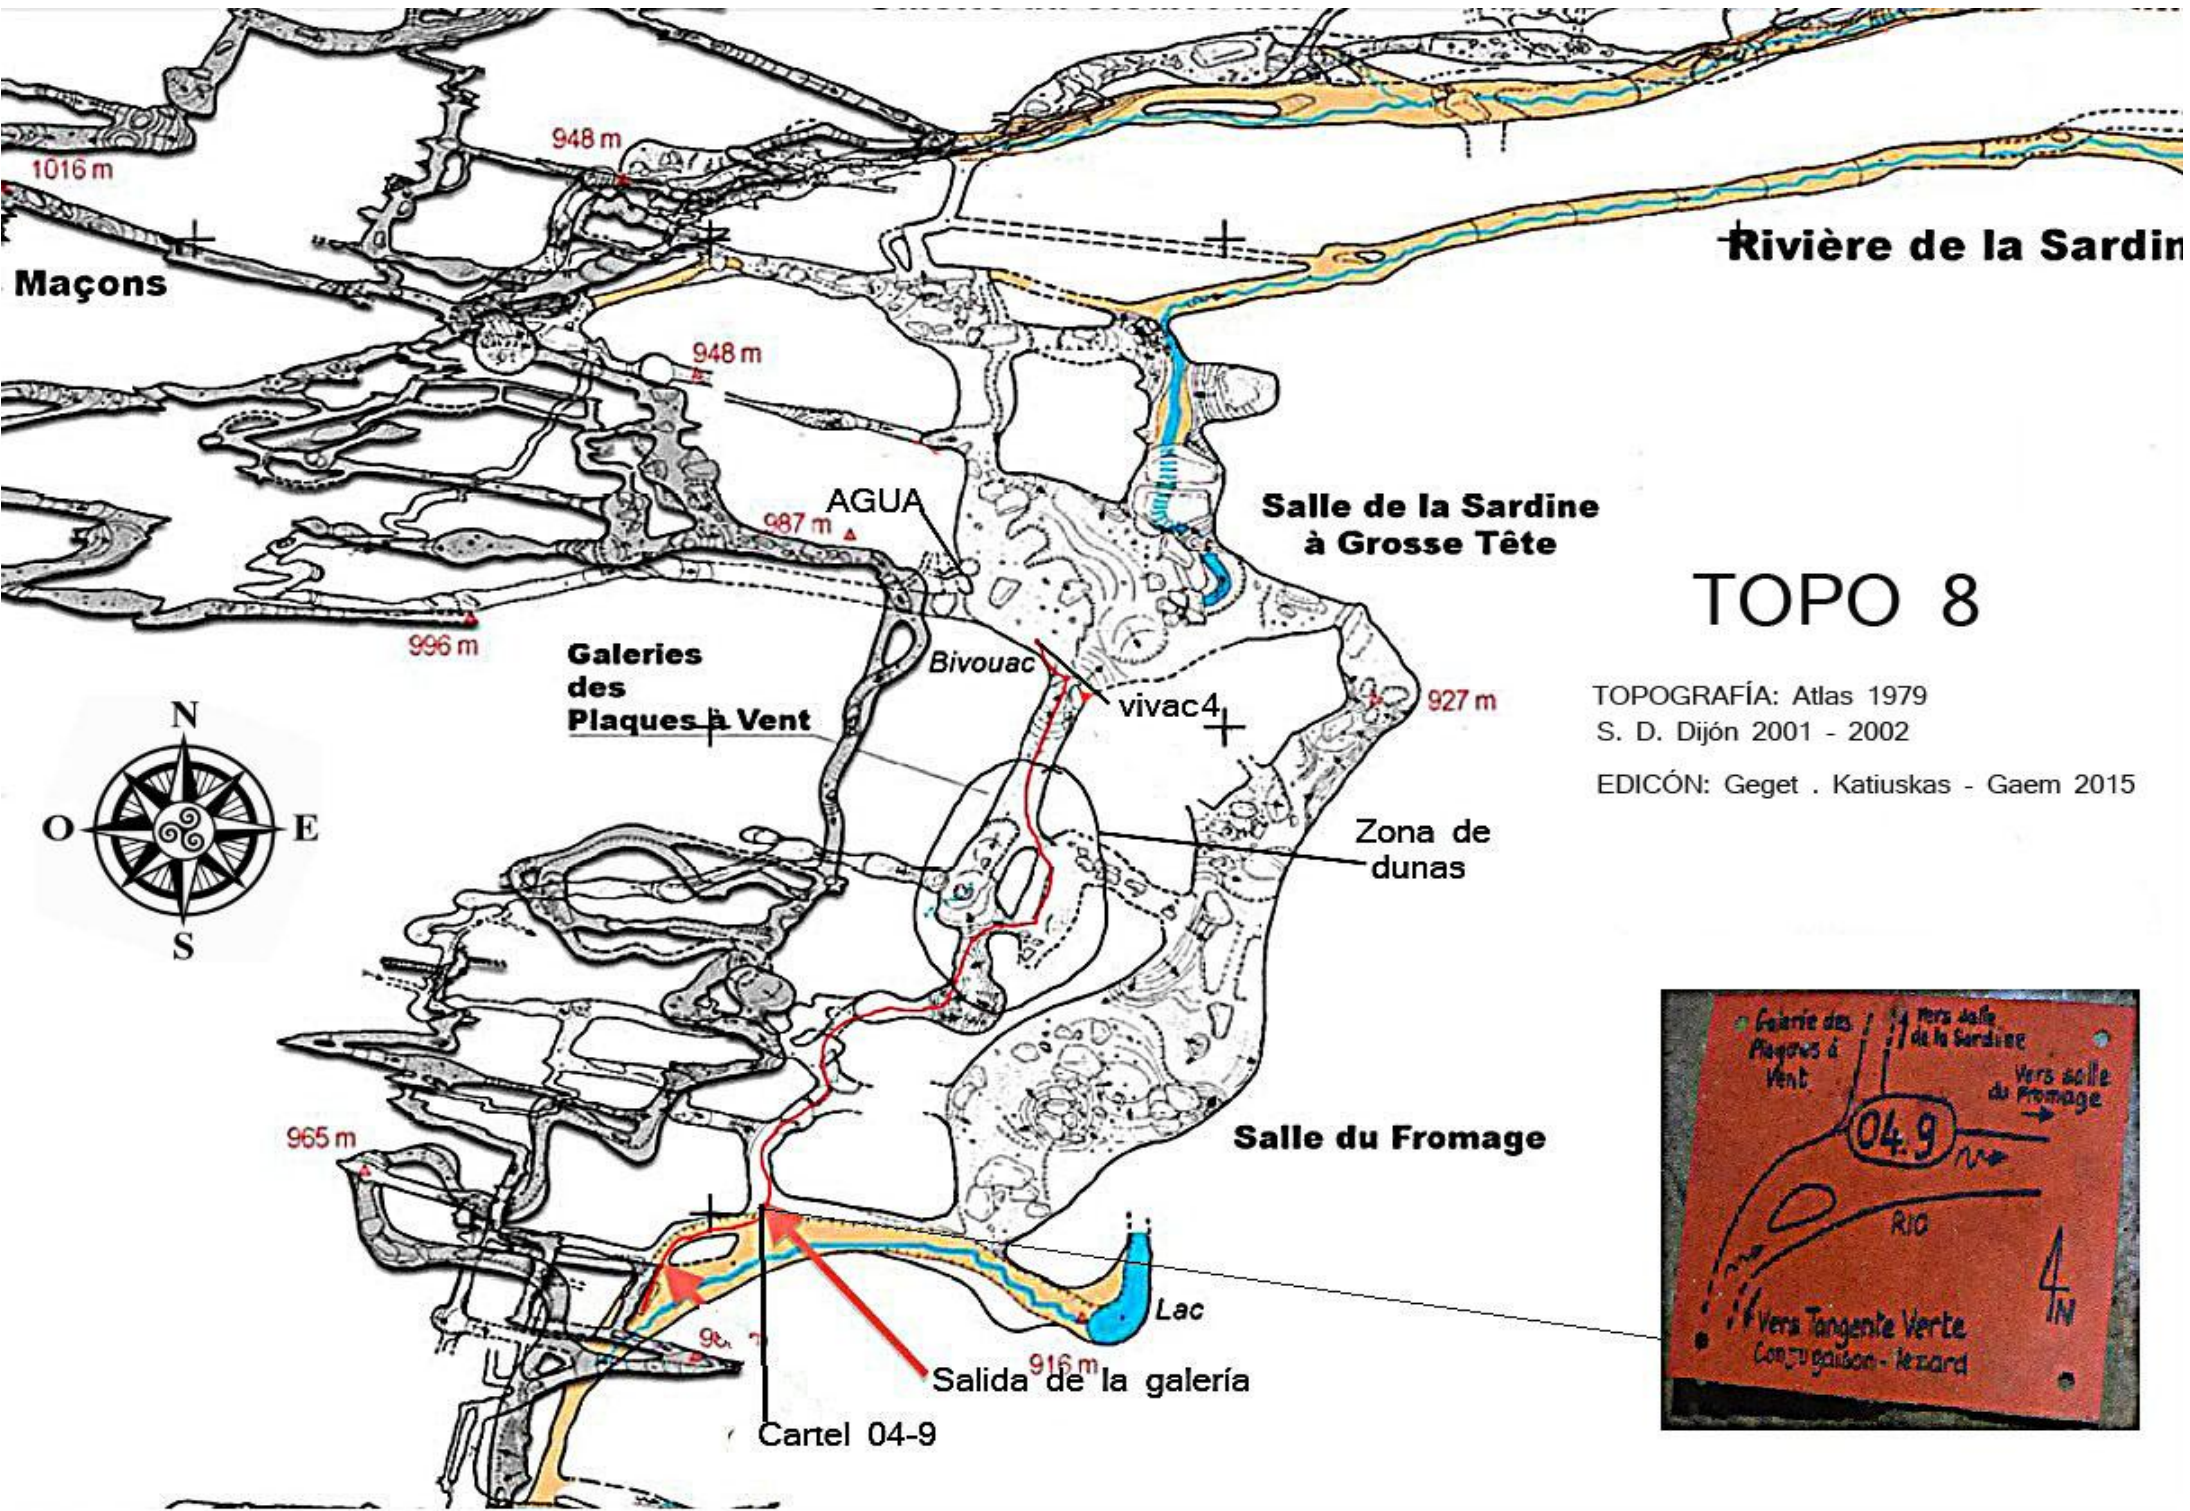 1016 m
948 m
Rivière de la Sardin
Maçons
948 m
AGUA
987 m
Salle de la Sardine
à Grosse Tête
TOPO 8
996 m
Galeries
des
Plaques à Vent
Bivouac
vivac4
927 m
TOPOGRAFÍA: Atlas 1979
S. D. Dijón 2001 - 2002
EDICÓN: Geget . Katiuskas - Gaem 2015
N
O
E
S
Zona de
dunas
965 m
Salle du Fromage
Lac
916 m
Salida de la galería
Cartel 04-9
Galerie des
Plaques à
Vent
Vers salle
de la Sardine
Vers salle
du Fromage
04.9
RIO
N
Vers Tangente Verte
Conjugaison - lezard